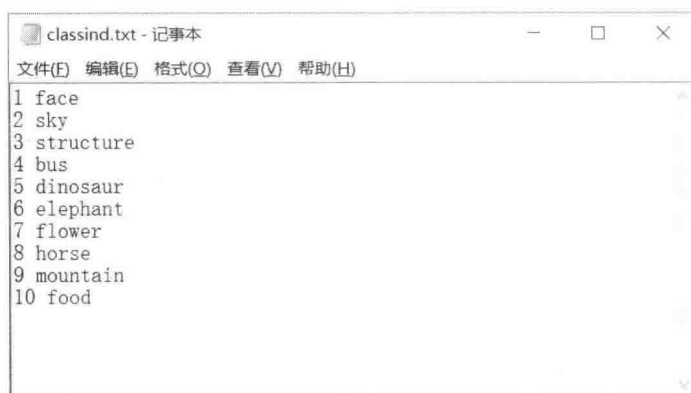 classind.txt - 记事本
文件(F) 编辑(E) 格式(O) 查看(V) 帮助(H)
1 face
2 sky
3 structure
4 bus
5 dinosaur
6 elephant
7 flower
8 horse
9 mountain
10 food